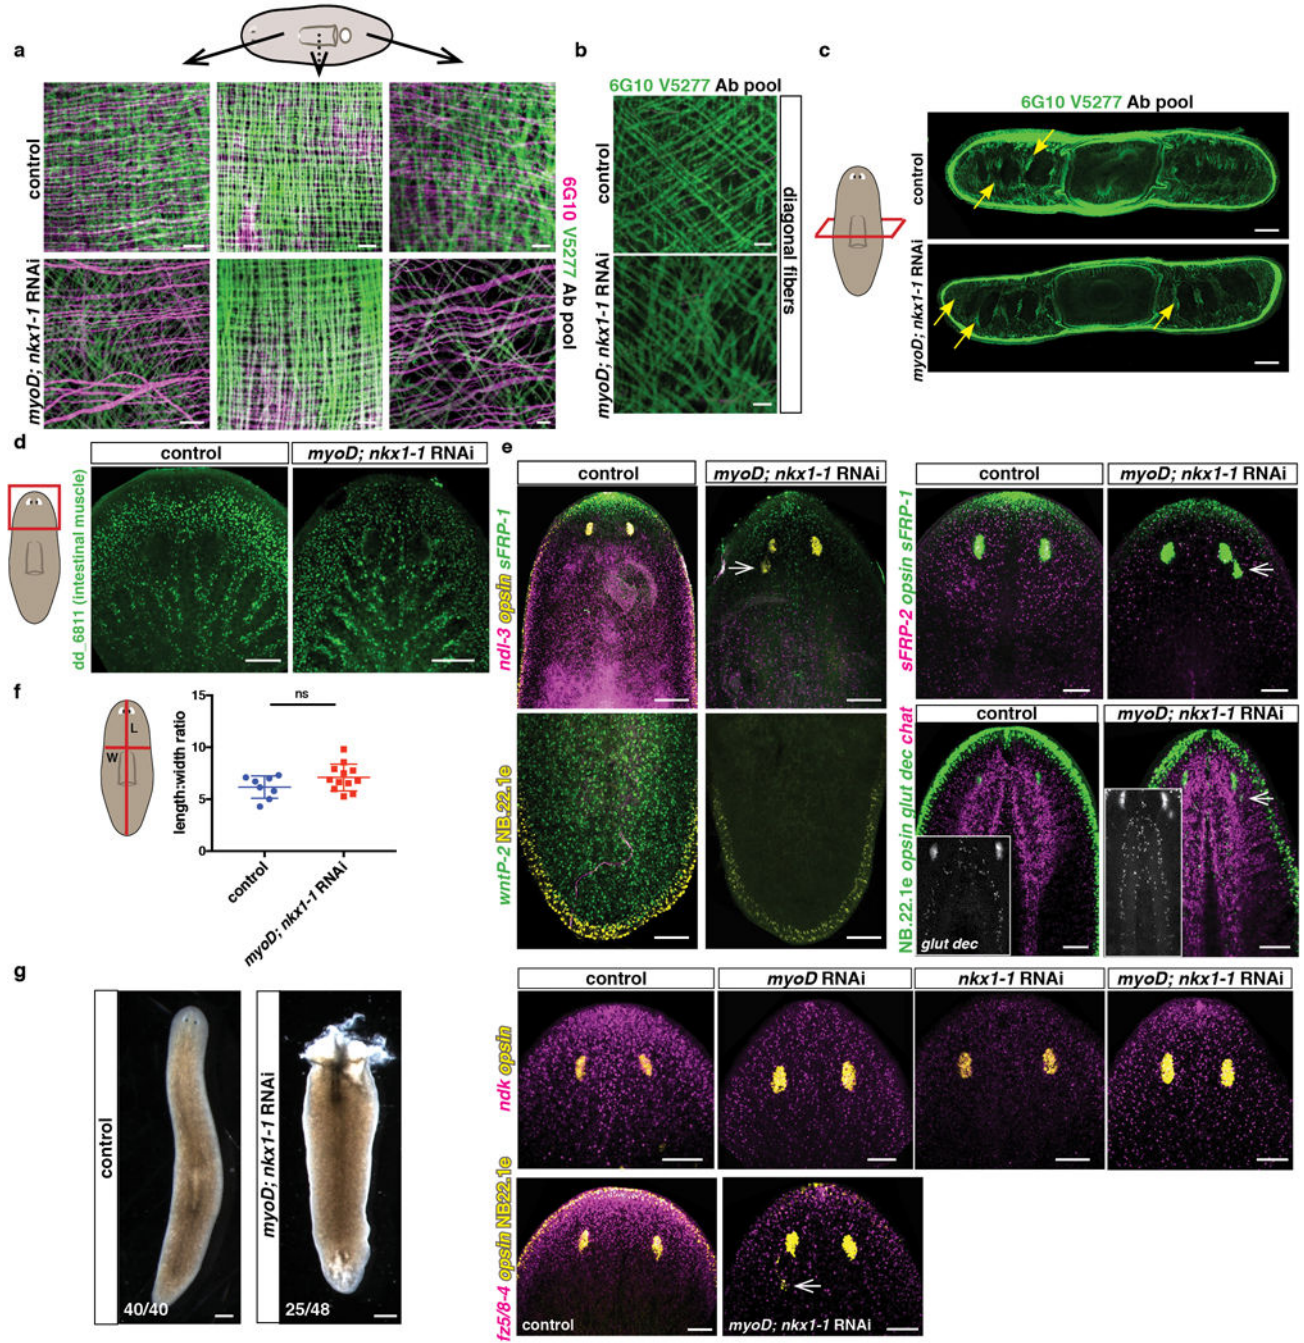 a
control
myoD; nkx1-1 RNAi
6G10 V5277 Ab pool
b
6G10 V5277 Ab pool
control
myoD; nkx1-1 RNAi
diagonal fibers
c
6G10 V5277 Ab pool
control
myoD; nkx1-1 RNAi
d
control
myoD; nkx1-1 RNAi
dd_6811 (intestinal muscle)
e
control
myoD; nkx1-1 RNAi
ndl-3 opsin sFRP-1
wntP-2 NB.22.1e
control
myoD; nkx1-1 RNAi
sFRP-2 opsin sFRP-1
control
myoD; nkx1-1 RNAi
NB.22.1e opsin glut dec chat
glut dec
control
myoD RNAi
nkx1-1 RNAi
myoD; nkx1-1 RNAi
ndk opsin
fz5/8-4 opsin NB22.1e
control
myoD; nkx1-1 RNAi
f
L
W
length:width ratio
15
10
5
0
ns
control
myoD; nkx1-1 RNAi
g
control
40/40
myoD; nkx1-1 RNAi
25/48